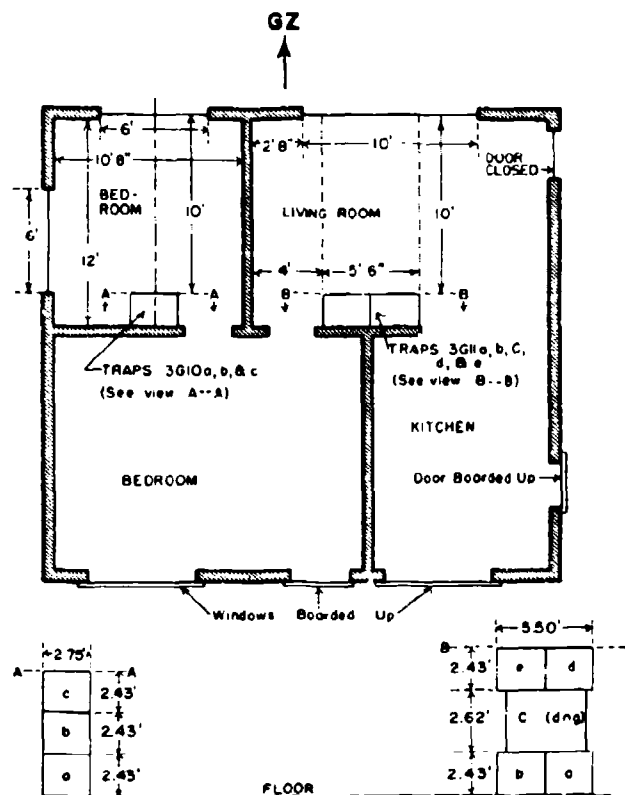 GZ
6'
2' 8"
10'
10' 8"
DOOR
CLOSED
BED-
ROOM
10'
LIVING ROOM
10'
6'
12'
4'
5' 6"
A
A
B
B
TRAPS 3G10a, b, & c
(See view A--A)
TRAPS 3G11a, b, C,
d, & e
(See view B--B)
KITCHEN
BEDROOM
Door Boarded Up
Windows Boarded Up
2.75'
5.50'
A
A
B
c
2.43'
2.43'
e
d
b
2.43'
2.62'
C (dng)
a
2.43'
2.43'
b
a
FLOOR